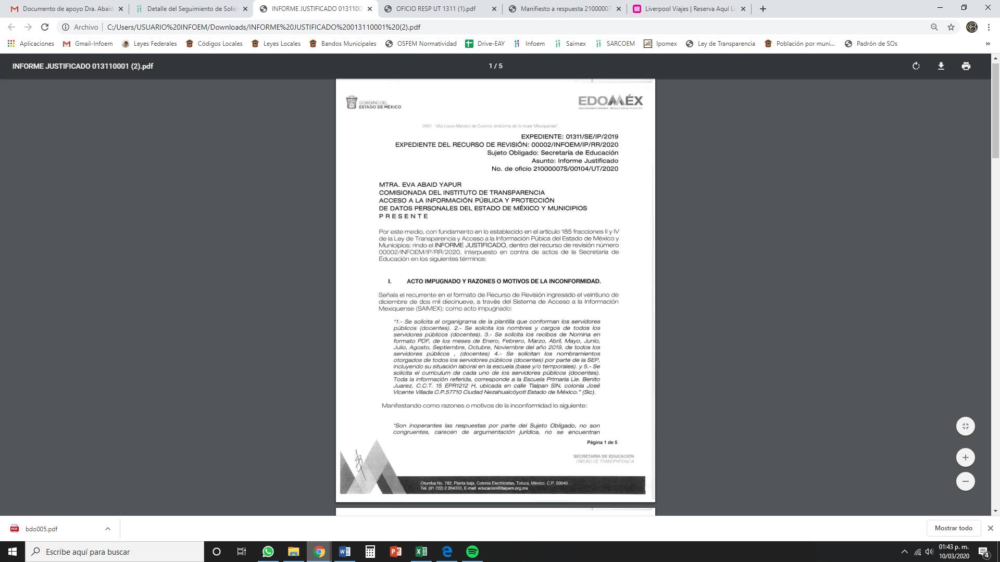 Documento de apoyo Dra. Abaid
Detalle del Seguimiento de Solici
INFORME JUSTIFICADO 0131100
OFICIO RESP UT 1311 (1).pdf
Manifiesto a respuesta 21000007
Liverpool Viajes | Reserva Aquí Li
Archivo
C:/Users/USUARIO%20INFOEM/Downloads/INFORME%20JUSTIFICADO%20013110001%20(2).pdf
Aplicaciones
Gmail-Infoem
Leyes Federales
Códigos Locales
Leyes Locales
Bandos Municipales
OSFEM Normatividad
Drive-EAY
Infoem
Saimex
SARCOEM
Ipomex
Ley de Transparencia
Población por muni...
Padrón de SOs
»
INFORME JUSTIFICADO 013110001 (2).pdf
1 / 5
GOBIERNO DEL
ESTADO DE MÉXICO
EDOMÉX
DECISIONES FIRMES, RESULTADOS FUERTES
2020 "Año Laura Méndez de Cuenca; emblema de la mujer Mexiquense".
EXPEDIENTE: 01311/SE/IP/2019
EXPEDIENTE DEL RECURSO DE REVISIÓN: 00002/INFOEM/IP/RR/2020
Sujeto Obligado: Secretaría de Educación
Asunto: Informe Justificado
No. de oficio 21000007S/00104/UT/2020
MTRA. EVA ABAID YAPUR
COMISIONADA DEL INSTITUTO DE TRANSPARENCIA
ACCESO A LA INFORMACIÓN PÚBLICA Y PROTECCIÓN
DE DATOS PERSONALES DEL ESTADO DE MÉXICO Y MUNICIPIOS
P R E S E N T E
Por este medio, con fundamento en lo establecido en el artículo 185 fracciones II y IV
de la Ley de Transparencia y Acceso a la Información Púbica del Estado de México y
Municipios; rindo el INFORME JUSTIFICADO, dentro del recurso de revisión número
00002/INFOEM/IP/RR/2020, interpuesto en contra de actos de la Secretaría de
Educación en los siguientes términos:
I. ACTO IMPUGNADO Y RAZONES O MOTIVOS DE LA INCONFORMIDAD.
Señala el recurrente en el formato de Recurso de Revisión ingresado el veintiuno de
diciembre de dos mil diecinueve, a través del Sistema de Acceso a la Información
Mexiquense (SAIMEX); como acto impugnado:
"1.- Se solicita el organigrama de la plantilla que conforman los servidores
públicos (docentes). 2.- Se solicita los nombres y cargos de todos los
servidores públicos (docentes). 3.- Se solicita los recibos de Nomina en
formato PDF, de los meses de Enero, Febrero, Marzo, Abril, Mayo, Junio,
Julio, Agosto, Septiembre, Octubre, Noviembre del año 2019, de todos los
servidores públicos , (docentes) 4.- Se solicitan los nombramientos
otorgados de todos los servidores públicos (docentes) por parte de la SEP,
incluyendo su situación laboral en la escuela (base y/o temporales). y 5.- Se
solicita el currículum de cada uno de los servidores públicos (docentes).
Toda la información referida, corresponde a la Escuela Primaria Lie. Benito
Juarez, C.C.T. 15 EPR1212 H, ubicada en calle Tlalpan SIN, colonia José
Vicente Villada C.P.57710 Ciudad Nezahualcóyotl Estado de México." (Sic).
Manifestando como razones o motivos de la inconformidad lo siguiente:
"Son inoperantes las respuestas por parte del Sujeto Obligado, no son
congruentes, carecen de argumentación jurídica, no se encuentran
Página 1 de 5
SECRETARÍA DE EDUCACIÓN
UNIDAD DE TRANSPARENCIA
Otumba No. 782, Planta baja, Colonia Electricistas, Toluca, México. C.P. 50040
Tel. (01 722) 2 264333, E-mail: educacion@itaipem.org.mx
bdo005.pdf
Mostrar todo
Escribe aquí para buscar
01:43 p. m.
10/03/2020
4